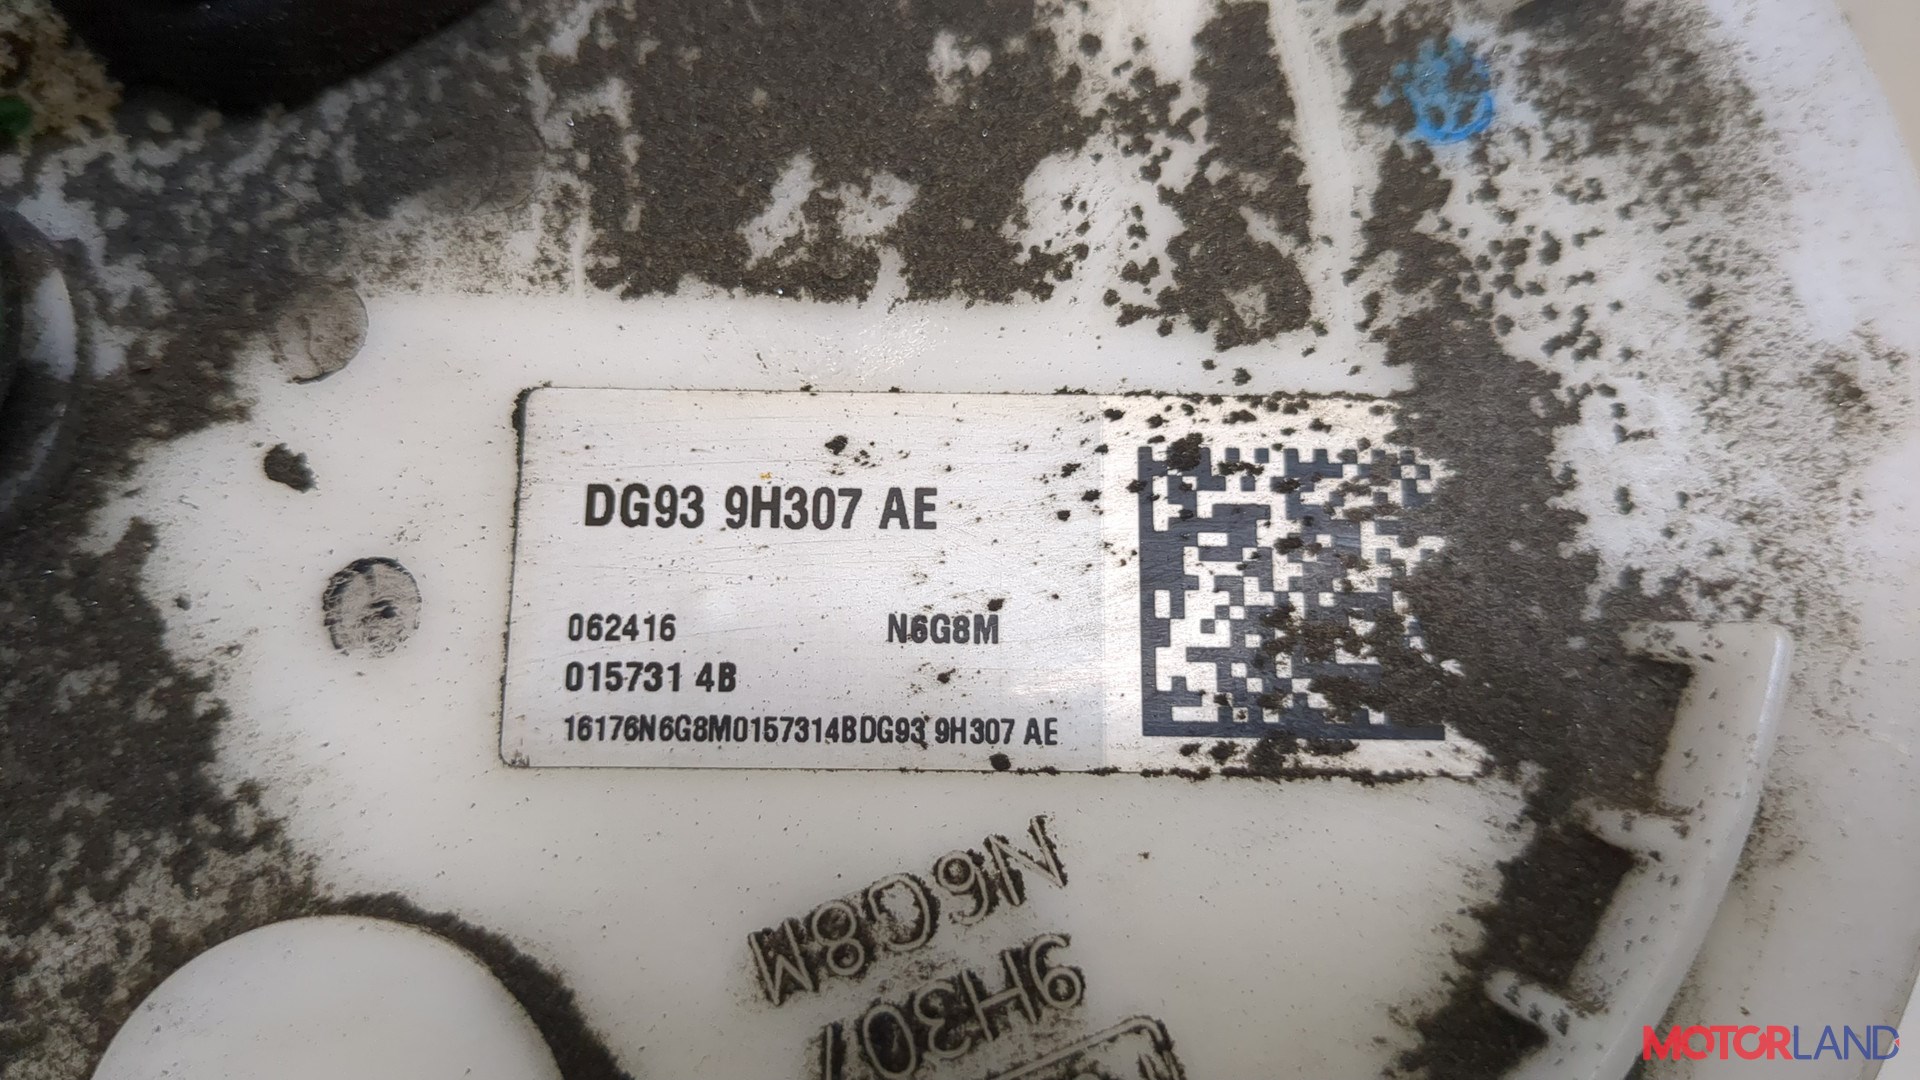 DG93 9H307 AE
062416 N6G8M
015731 4B
16176N6G8M0157314BDG93 9H307 AE
N6G8M
9H307
MOTORLAND